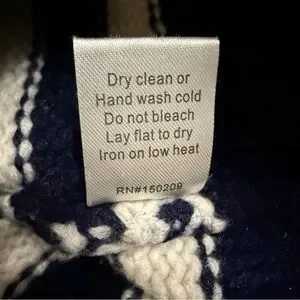 Dry clean or
Hand wash cold
Do not bleach
Lay flat to dry
Iron on low heat
RN#150209